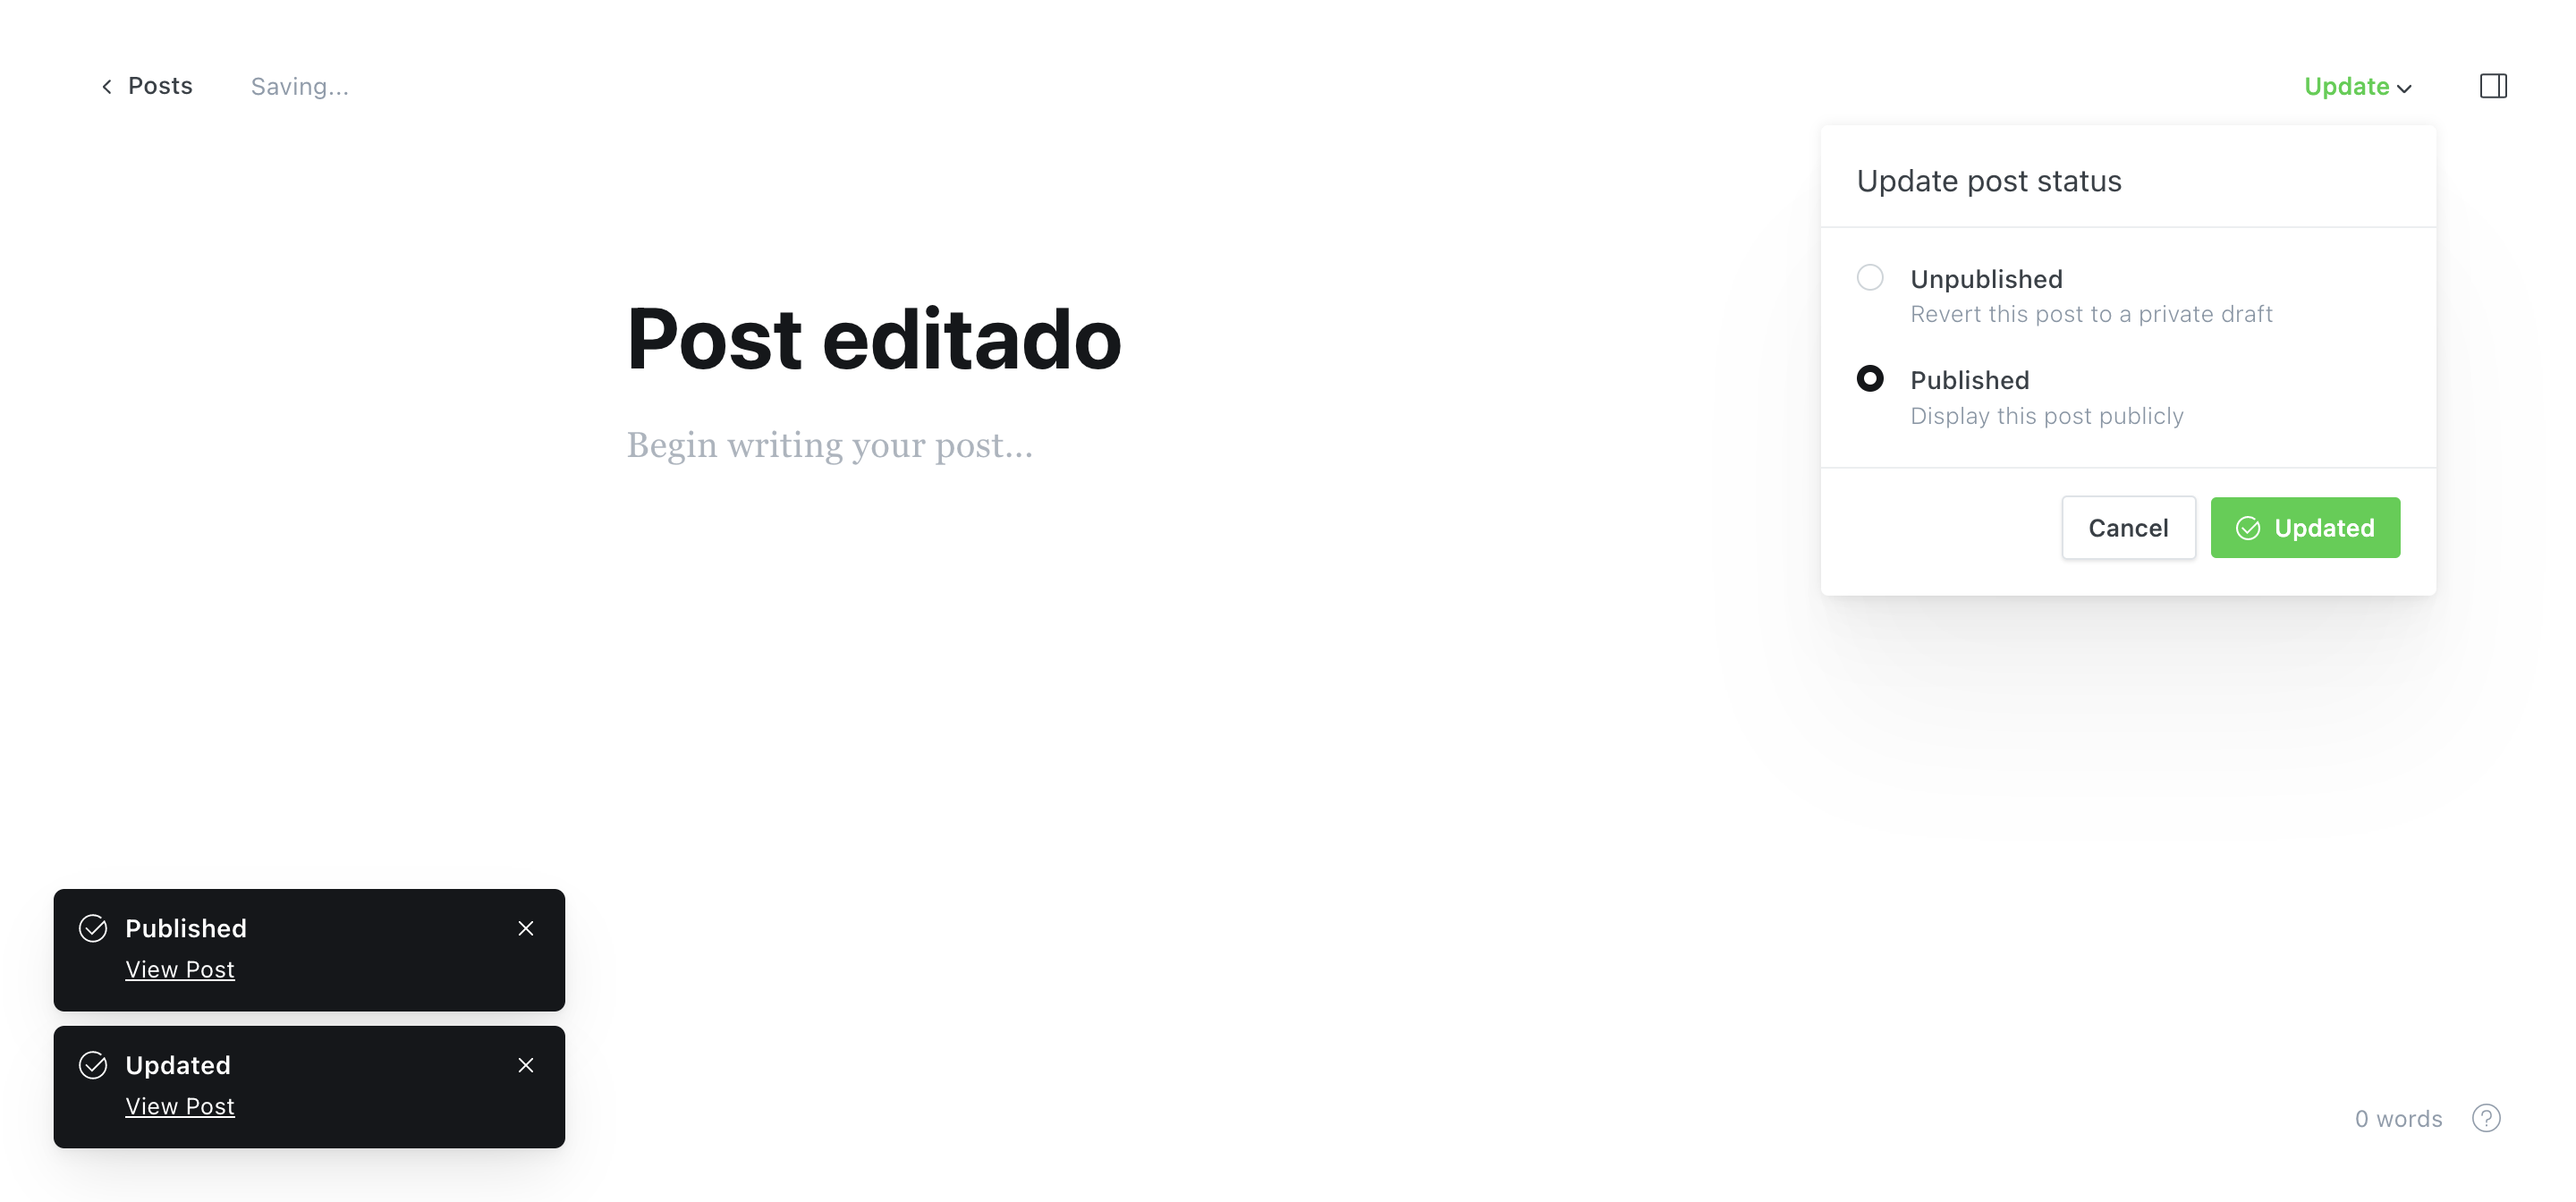 Posts
Saving...
Update
Update post status
Unpublished
Revert this post to a private draft
Published
Display this post publicly
Cancel
Updated
Post editado
Begin writing your post...
Published
View Post
Updated
View Post
0 words
?